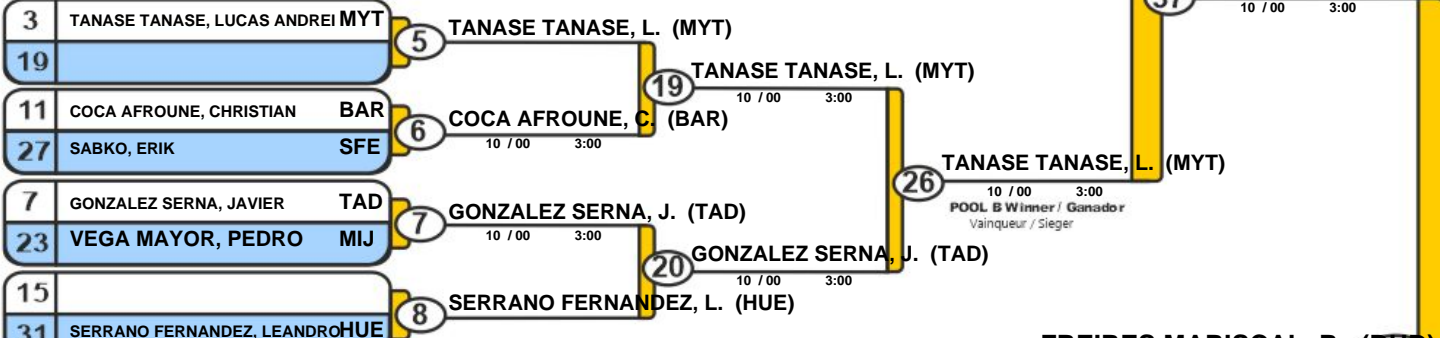 37
10 / 00 3:00
3 TANASE TANASE, LUCAS ANDREI MYT
19
5 TANASE TANASE, L. (MYT)
19 TANASE TANASE, L. (MYT)
10 / 00 3:00
11 COCA AFROUNE, CHRISTIAN BAR
27 SABKO, ERIK SFE
6 COCA AFROUNE, C. (BAR)
10 / 00 3:00
26 TANASE TANASE, L. (MYT)
10 / 00 3:00
POOL B Winner / Ganador
Vainqueur / Sieger
7 GONZALEZ SERNA, JAVIER TAD
23 VEGA MAYOR, PEDRO MIJ
7 GONZALEZ SERNA, J. (TAD)
10 / 00 3:00
20 GONZALEZ SERNA, J. (TAD)
10 / 00 3:00
15
31 SERRANO FERNANDEZ, LEANDRO HUE
8 SERRANO FERNANDEZ, L. (HUE)